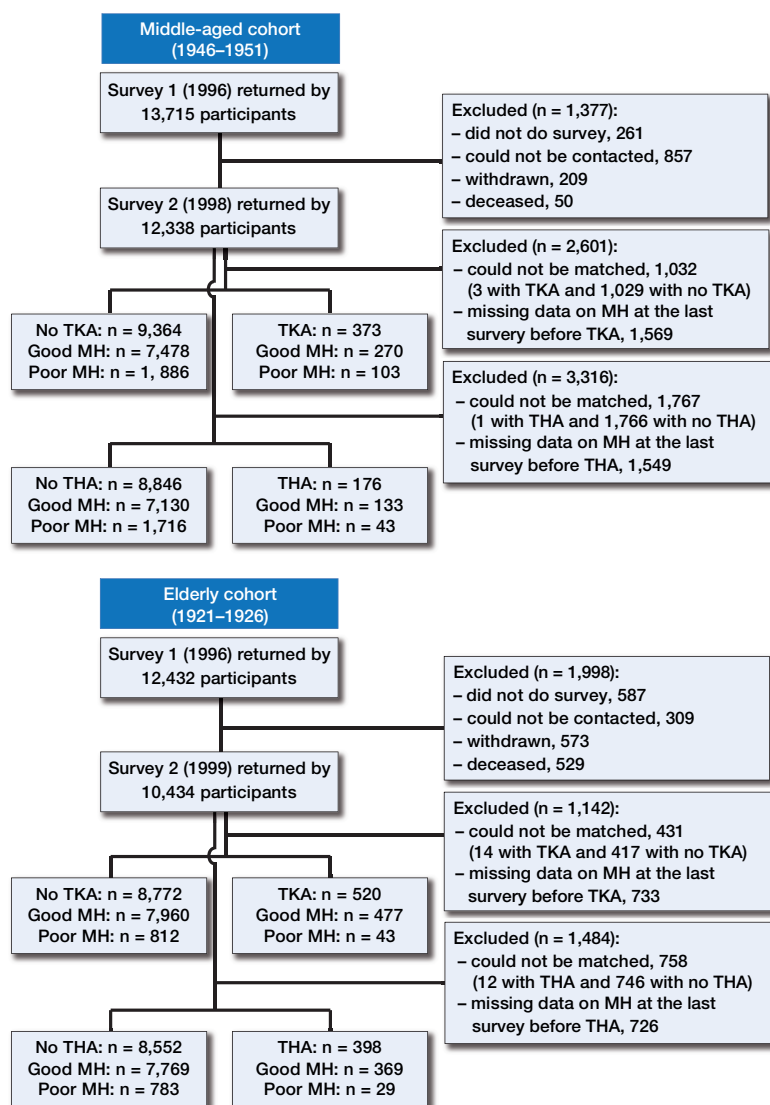 Middle-aged cohort
(1946–1951)
Survey 1 (1996) returned by
13,715 participants
Excluded (n = 1,377):
– did not do survey, 261
– could not be contacted, 857
– withdrawn, 209
– deceased, 50
Survey 2 (1998) returned by
12,338 participants
Excluded (n = 2,601):
– could not be matched, 1,032
(3 with TKA and 1,029 with no TKA)
– missing data on MH at the last
survery before TKA, 1,569
No TKA: n = 9,364
Good MH: n = 7,478
Poor MH: n = 1, 886
TKA: n = 373
Good MH: n = 270
Poor MH: n = 103
Excluded (n = 3,316):
– could not be matched, 1,767
(1 with THA and 1,766 with no THA)
– missing data on MH at the last
survey before THA, 1,549
No THA: n = 8,846
Good MH: n = 7,130
Poor MH: n = 1,716
THA: n = 176
Good MH: n = 133
Poor MH: n = 43
Elderly cohort
(1921–1926)
Survey 1 (1996) returned by
12,432 participants
Excluded (n = 1,998):
– did not do survey, 587
– could not be contacted, 309
– withdrawn, 573
– deceased, 529
Survey 2 (1999) returned by
10,434 participants
Excluded (n = 1,142):
– could not be matched, 431
(14 with TKA and 417 with no TKA)
– missing data on MH at the last
survery before TKA, 733
No TKA: n = 8,772
Good MH: n = 7,960
Poor MH: n = 812
TKA: n = 520
Good MH: n = 477
Poor MH: n = 43
Excluded (n = 1,484):
– could not be matched, 758
(12 with THA and 746 with no THA)
– missing data on MH at the last
survey before THA, 726
No THA: n = 8,552
Good MH: n = 7,769
Poor MH: n = 783
THA: n = 398
Good MH: n = 369
Poor MH: n = 29